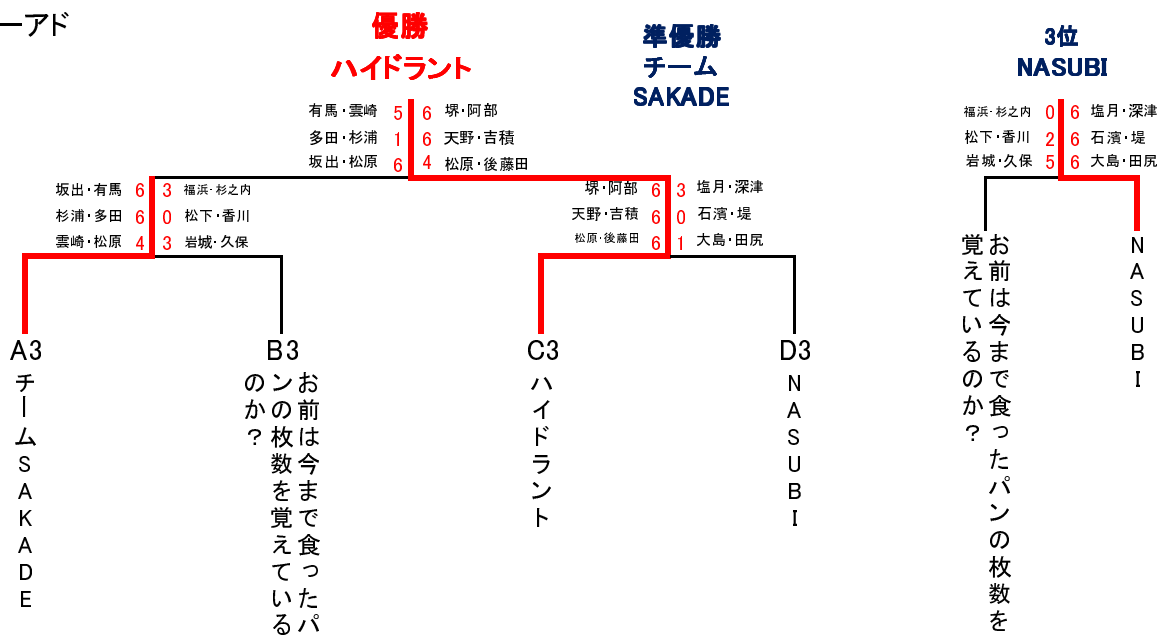 ーアド
優勝
ハイドラント
準優勝
チーム
SAKADE
3位
NASUBI
有馬・雲崎 5 6 堺・阿部
多田・杉浦 1 6 天野・吉積
坂出・松原 6 4 松原・後藤田
福浜・杉之内 0 6 塩月・深津
松下・香川 2 6 石濱・堤
岩城・久保 5 6 大島・田尻
坂出・有馬 6 3 福浜・杉之内
杉浦・多田 6 0 松下・香川
雲崎・松原 4 3 岩城・久保
堺・阿部 6 3 塩月・深津
天野・吉積 6 0 石濱・堤
松原・後藤田 6 1 大島・田尻
お前は今まで食ったパンの枚数を
覚えているのか?
NASUBI
A3
チームSAKADE
B3
お前は今まで食ったパ
ンの枚数を覚えている
のか?
C3
ハイドラント
D3
NASUBI